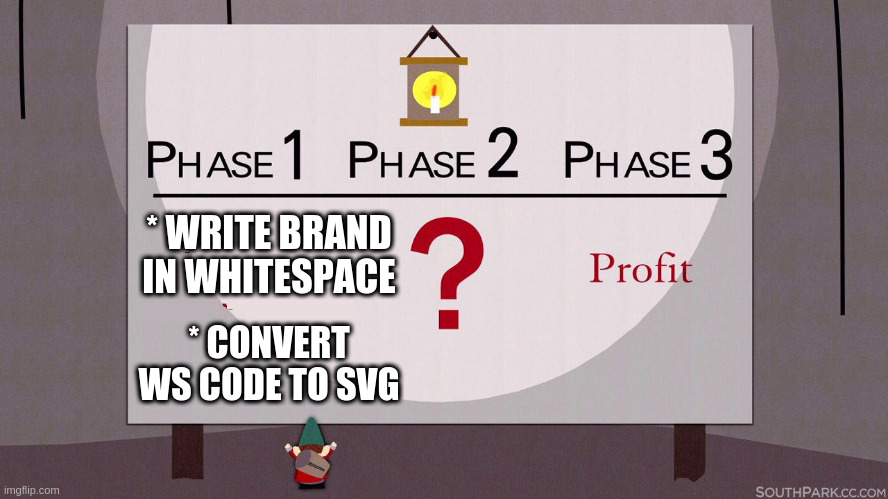 PHASE 1 PHASE 2 PHASE 3
* WRITE BRAND
IN WHITESPACE
?
Profit
* CONVERT
WS CODE TO SVG
imgflip.com
SOUTHPARK.CC.COM